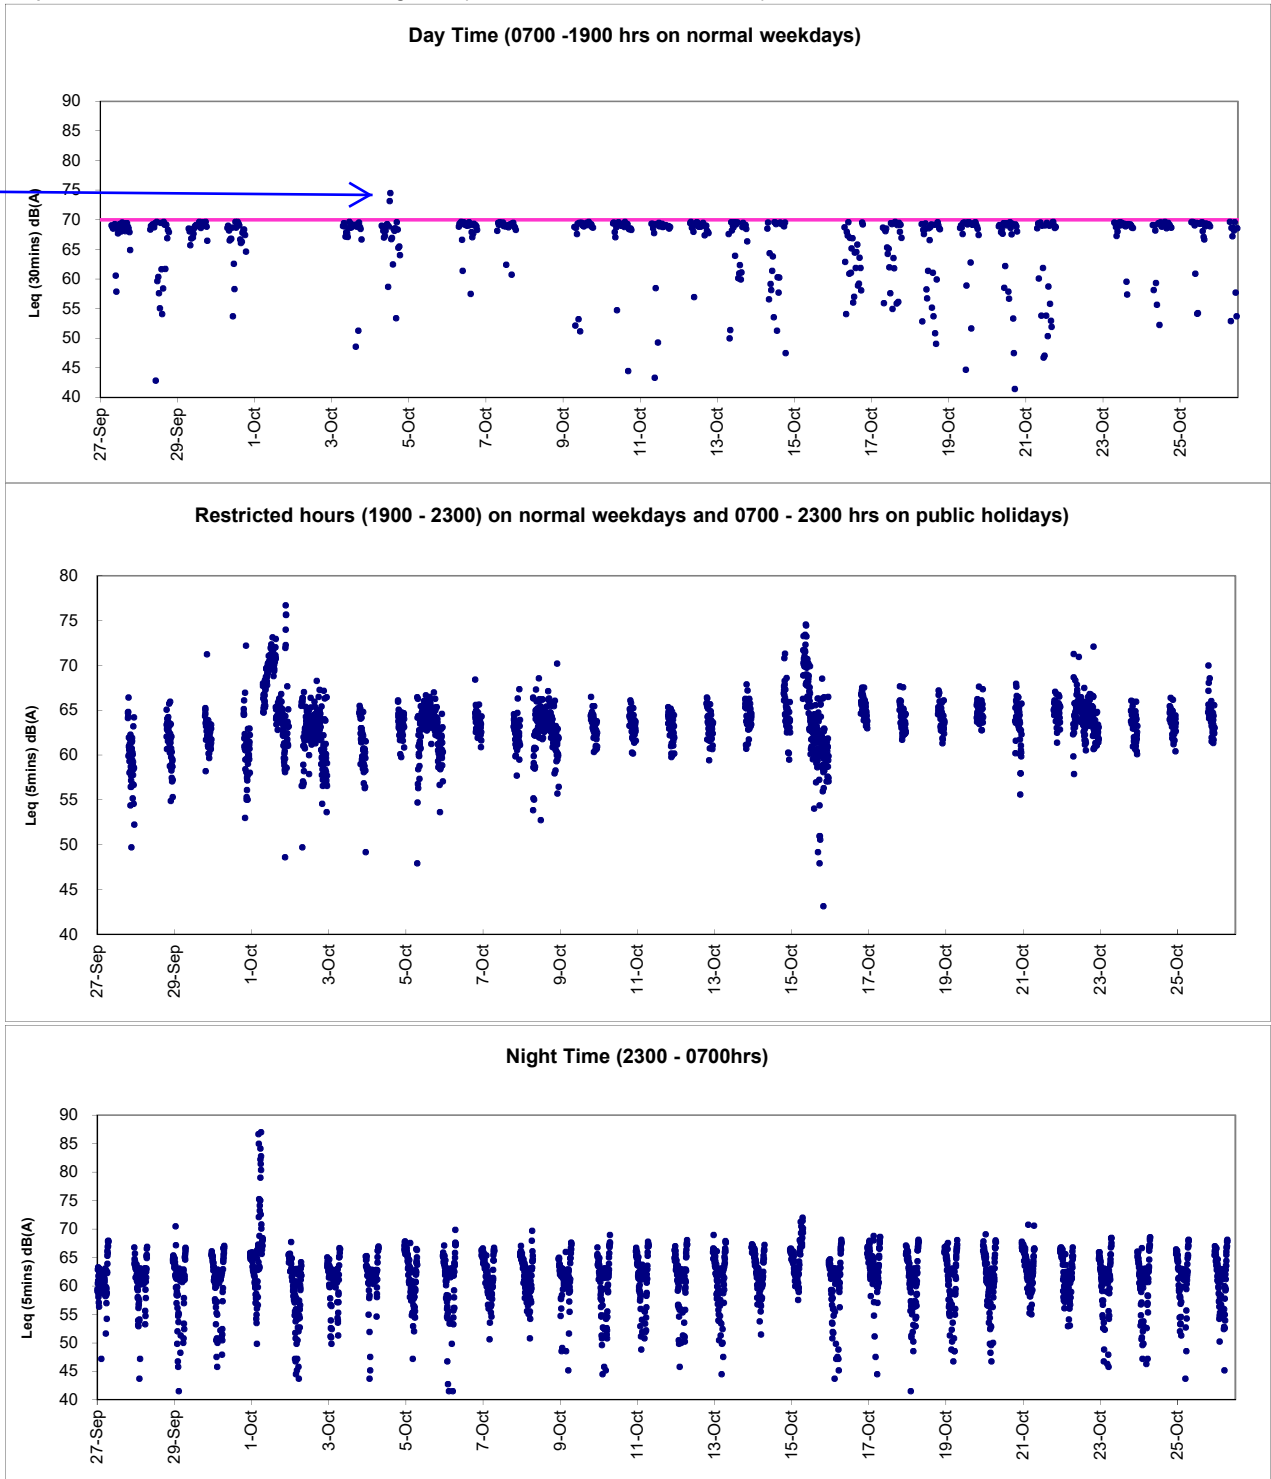 Day Time (0700 -1900 hrs on normal weekdays)
90
85
80
75
70
65
60
55
50
45
40
Leq (30mins) dB(A)
27-Sep
29-Sep
1-Oct
3-Oct
5-Oct
7-Oct
9-Oct
11-Oct
13-Oct
15-Oct
17-Oct
19-Oct
21-Oct
23-Oct
25-Oct
Restricted hours (1900 - 2300) on normal weekdays and 0700 - 2300 hrs on public holidays)
80
75
70
65
60
55
50
45
40
Leq (5mins) dB(A)
27-Sep
29-Sep
1-Oct
3-Oct
5-Oct
7-Oct
9-Oct
11-Oct
13-Oct
15-Oct
17-Oct
19-Oct
21-Oct
23-Oct
25-Oct
Night Time (2300 - 0700hrs)
90
85
80
75
70
65
60
55
50
45
40
Leq (5mins) dB(A)
27-Sep
29-Sep
1-Oct
3-Oct
5-Oct
7-Oct
9-Oct
11-Oct
13-Oct
15-Oct
17-Oct
19-Oct
21-Oct
23-Oct
25-Oct